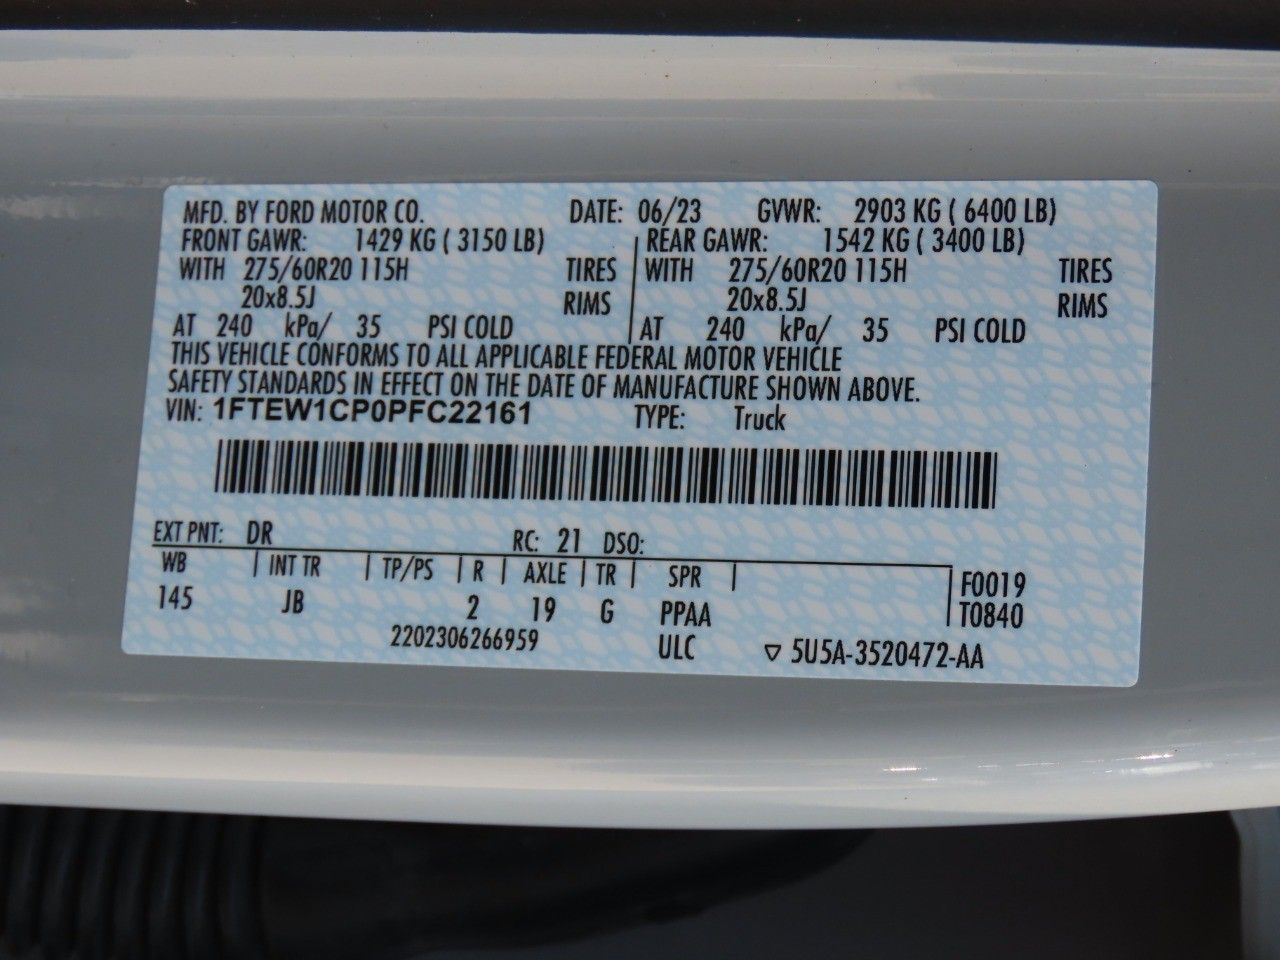 MFD. BY FORD MOTOR CO. DATE: 06/23 GVWR: 2903 KG ( 6400 LB)
FRONT GAWR: 1429 KG ( 3150 LB) REAR GAWR: 1542 KG ( 3400 LB)
WITH 275/60R20 115H TIRES WITH 275/60R20 115H TIRES
20x8.5J RIMS 20x8.5J RIMS
AT 240 kPa/ 35 PSI COLD AT 240 kPa/ 35 PSI COLD
THIS VEHICLE CONFORMS TO ALL APPLICABLE FEDERAL MOTOR VEHICLE
SAFETY STANDARDS IN EFFECT ON THE DATE OF MANUFACTURE SHOWN ABOVE.
VIN: 1FTEW1CP0PFC22161 TYPE: Truck
EXT PNT: DR RC: 21 DSO:
WB INT TR TP/PS R AXLE TR SPR F0019
145 JB 2 19 G PPAA T0840
2202306266959 ULC ▽ 5U5A-3520472-AA